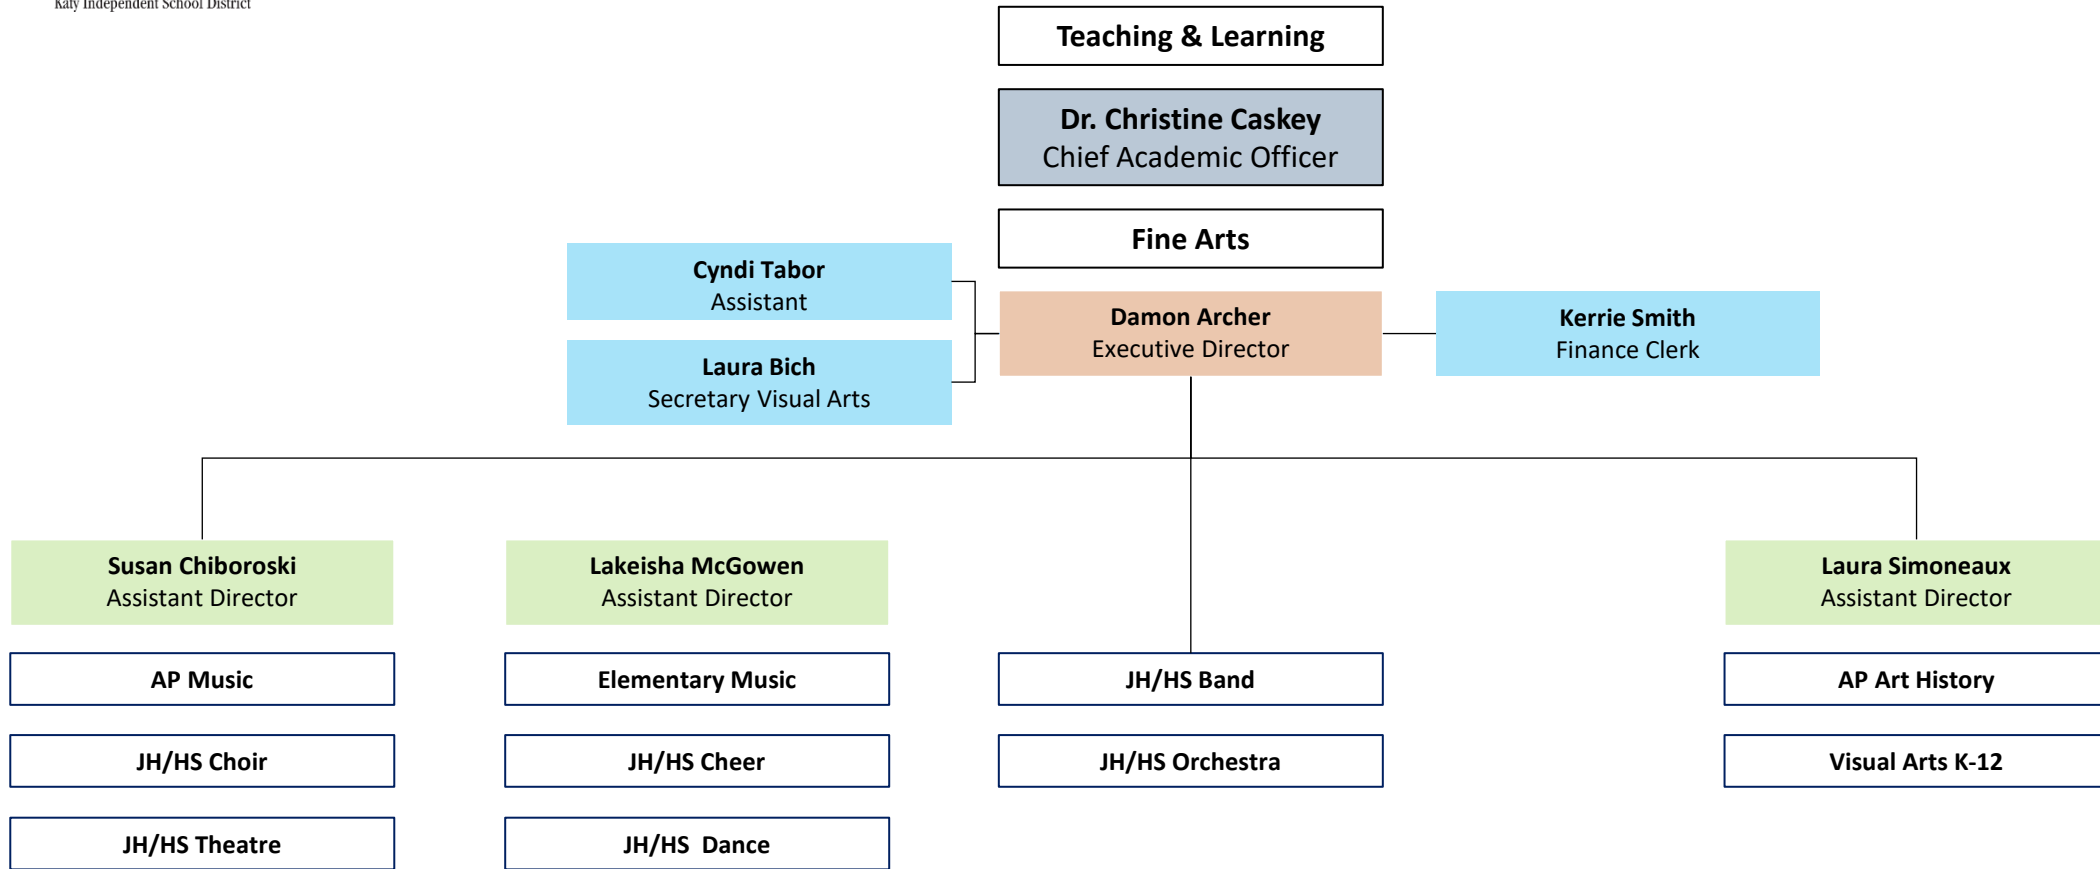 Katy Independent School District
Teaching & Learning
Dr. Christine Caskey
Chief Academic Officer
Fine Arts
Cyndi Tabor
Assistant
Laura Bich
Secretary Visual Arts
Damon Archer
Executive Director
Kerrie Smith
Finance Clerk
Susan Chiboroski
Assistant Director
AP Music
JH/HS Choir
JH/HS Theatre
Lakeisha McGowen
Assistant Director
Elementary Music
JH/HS Cheer
JH/HS  Dance
JH/HS Band
JH/HS Orchestra
Laura Simoneaux
Assistant Director
AP Art History
Visual Arts K-12